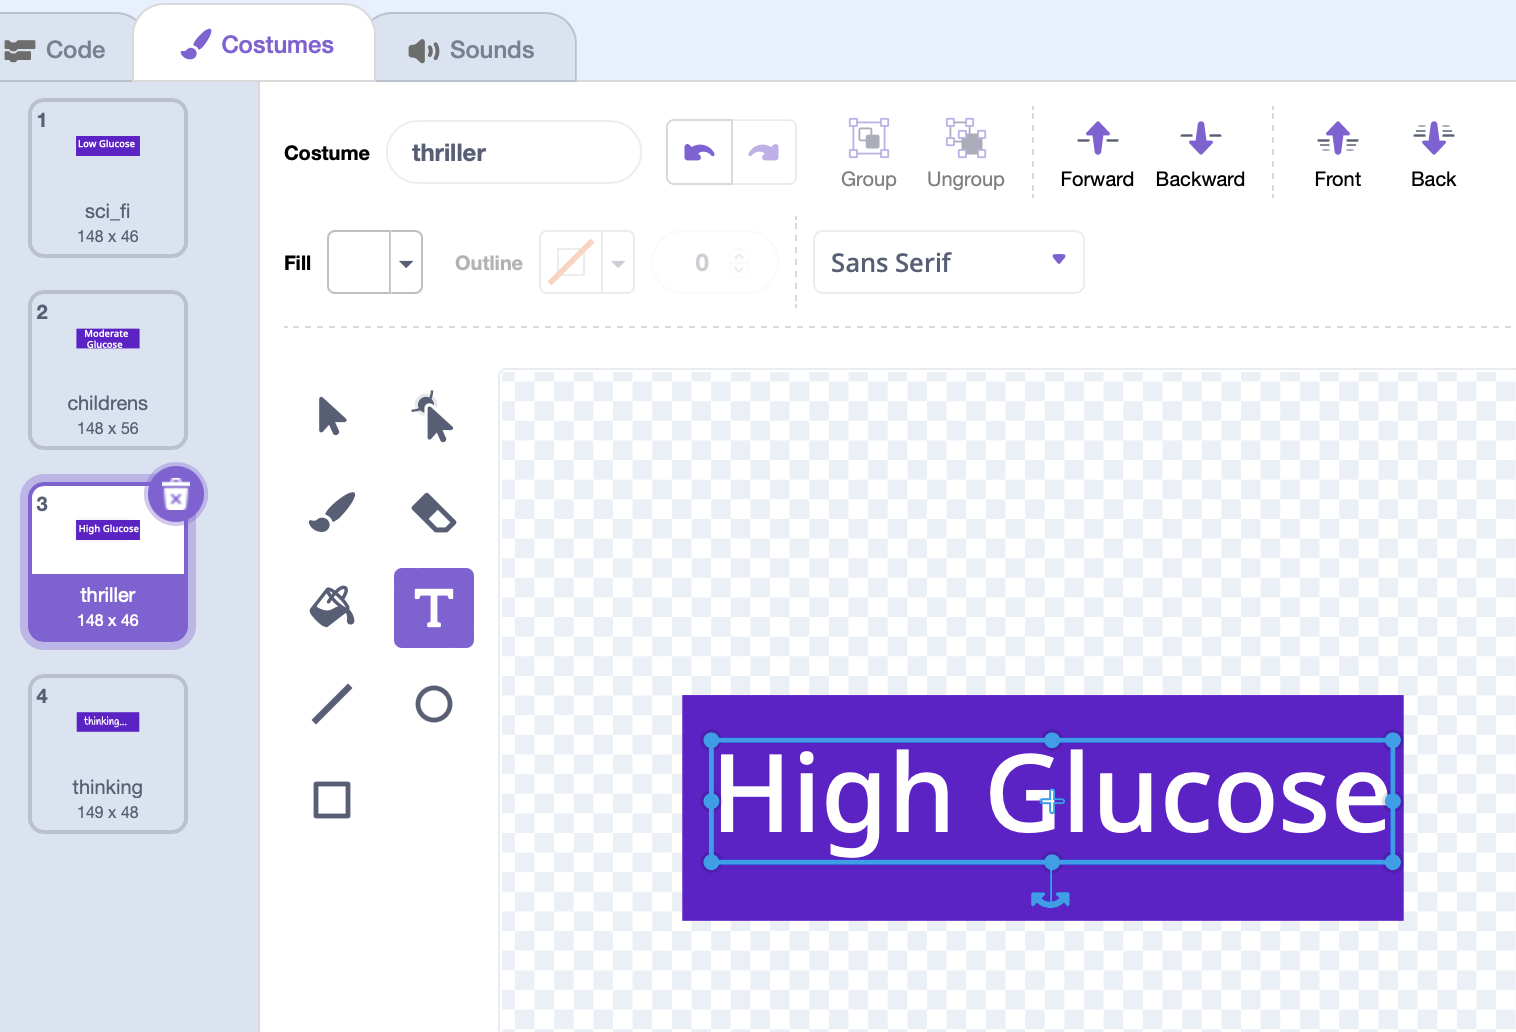 Code
Costumes
Sounds
1
Low Glucose
sci_fi
148 x 46
2
Moderate
Glucose
childrens
148 x 56
3
High Glucose
thriller
148 x 46
4
thinking...
thinking
149 x 48
Costume
thriller
Group
Ungroup
Forward
Backward
Front
Back
Fill
Outline
0
Sans Serif
T
High Glucose